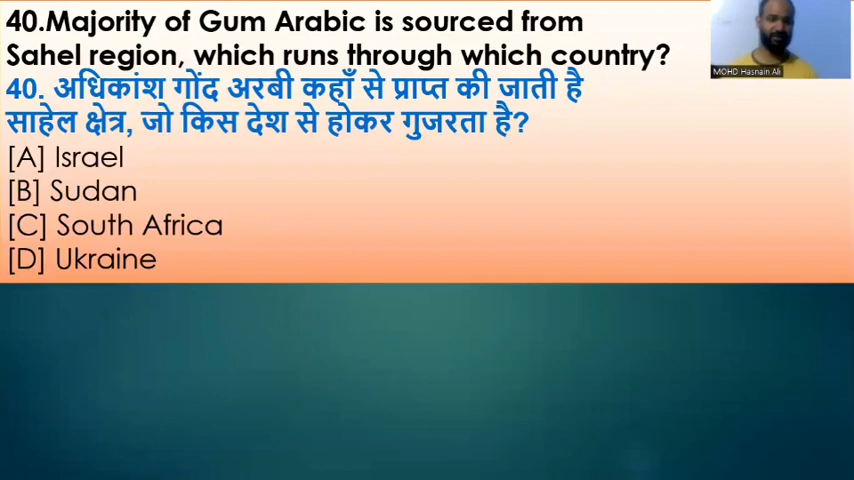 40.Majority of Gum Arabic is sourced from
Sahel region, which runs through which country?
40. अधिकांश गोंद अरबी कहाँ से प्राप्त की जाती है
साहेल क्षेत्र, जो किस देश से होकर गुजरता है?
[A] Israel
[B] Sudan
[C] South Africa
[D] Ukraine
MOHD Hasnain Ali